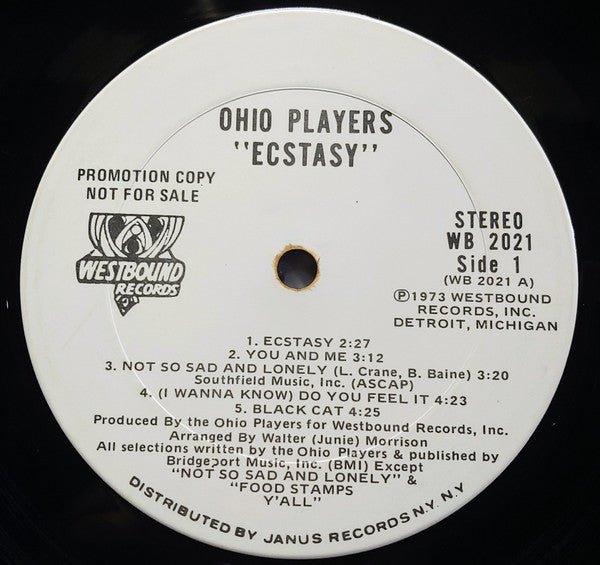 OHIO PLAYERS
"ECSTASY"
PROMOTION COPY
NOT FOR SALE
WESTBOUND
RECORDS
STEREO
WB 2021
Side 1
(WB 2021 A)
Ⓟ1973 WESTBOUND
RECORDS, INC.
DETROIT, MICHIGAN
1. ECSTASY 2:27
2. YOU AND ME 3:12
3. NOT SO SAD AND LONELY (L. Crane, B. Baine) 3:20
Southfield Music, Inc. (ASCAP)
4. (I WANNA KNOW) DO YOU FEEL IT 4:23
5. BLACK CAT 4:25
Produced By the Ohio Players for Westbound Records, Inc.
Arranged By Walter (Junie) Morrison
All selections written by the Ohio Players & published by
Bridgeport Music, Inc. (BMI) Except
"NOT SO SAD AND LONELY" &
"FOOD STAMPS
Y'ALL"
DISTRIBUTED BY JANUS RECORDS N.Y. N.Y